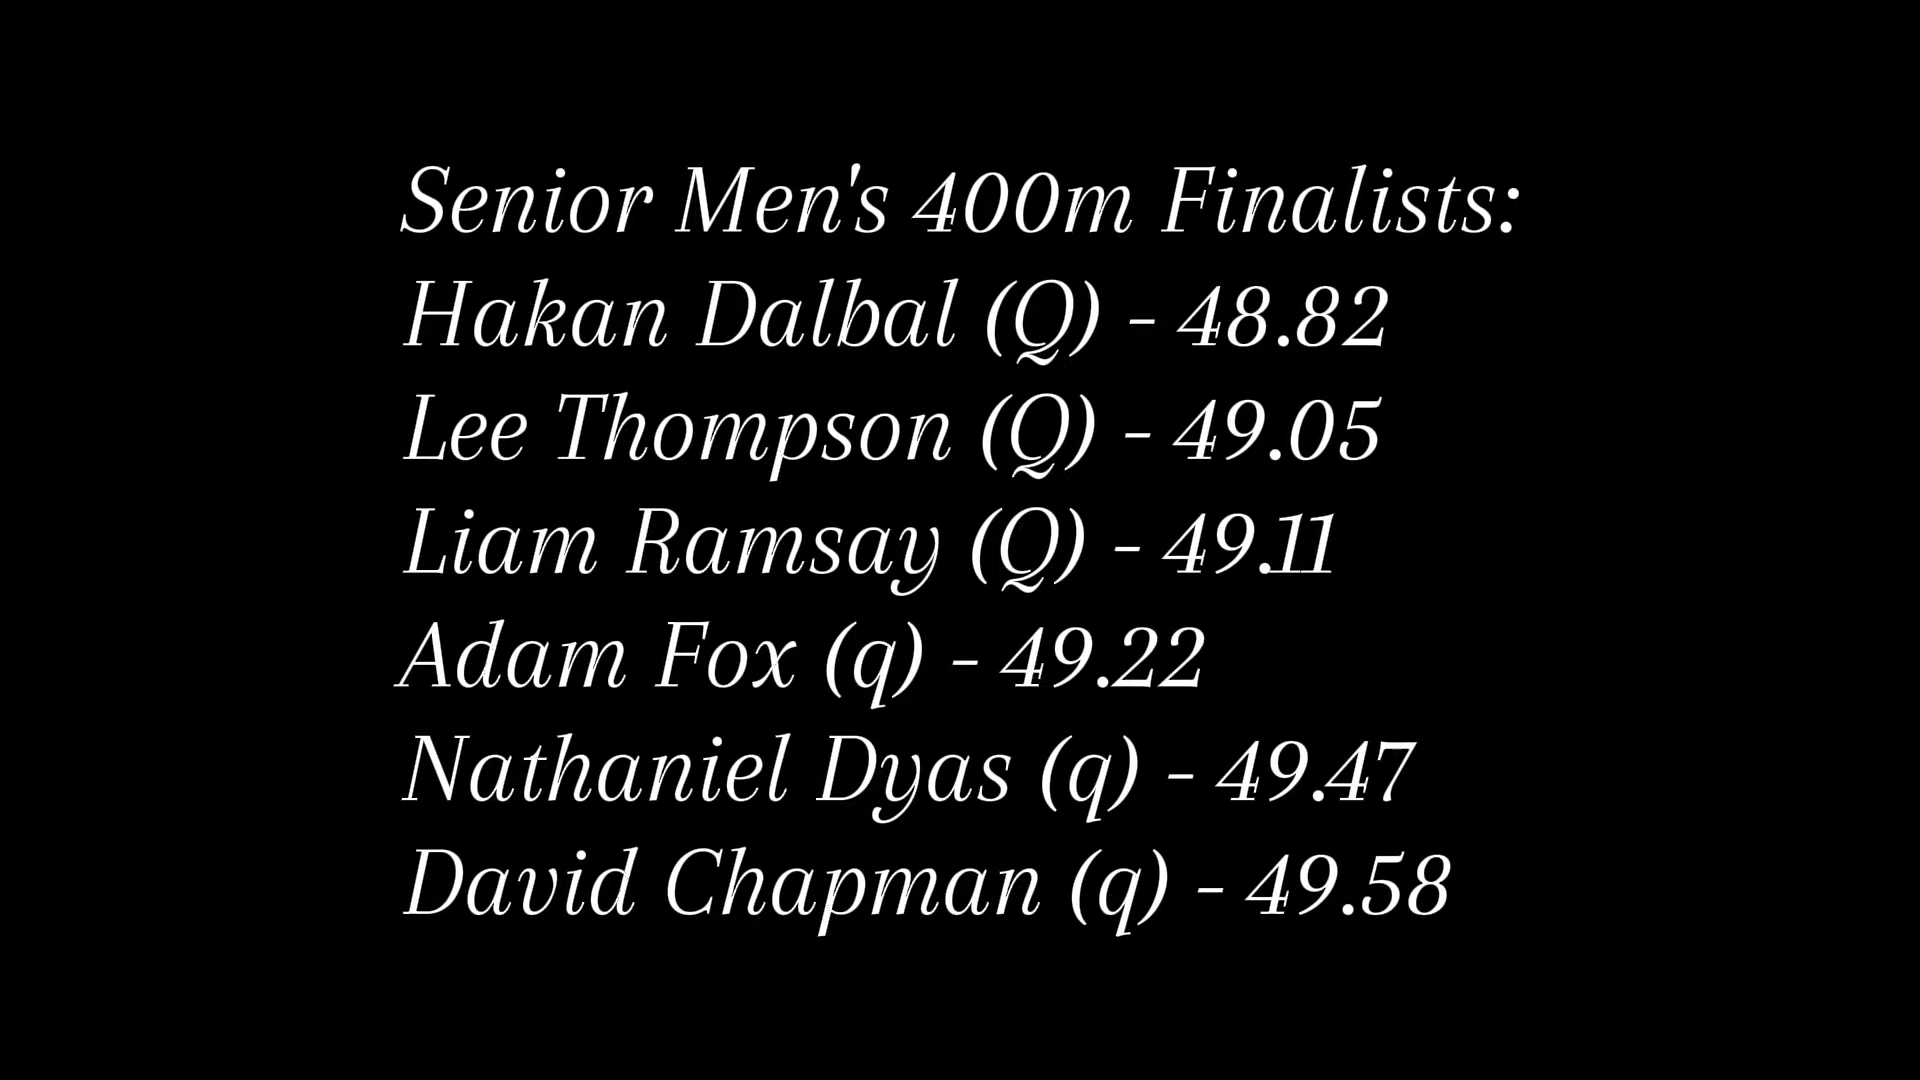 Senior Men's 400m Finalists:
Hakan Dalbal (Q) - 48.82
Lee Thompson (Q) - 49.05
Liam Ramsay (Q) - 49.11
Adam Fox (q) - 49.22
Nathaniel Dyas (q) - 49.47
David Chapman (q) - 49.58